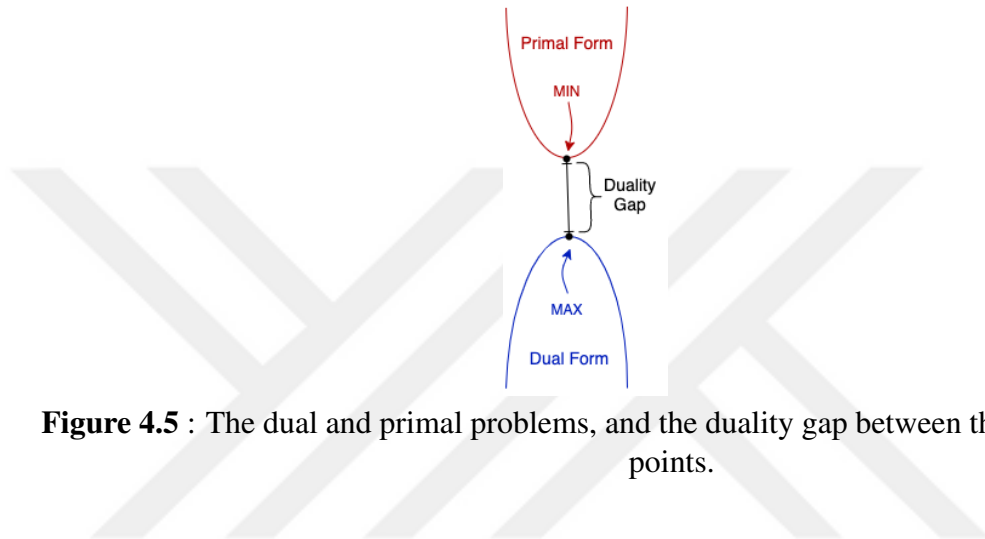 Primal Form
MIN
Duality
Gap
MAX
Dual Form
Figure 4.5 : The dual and primal problems, and the duality gap between
points.